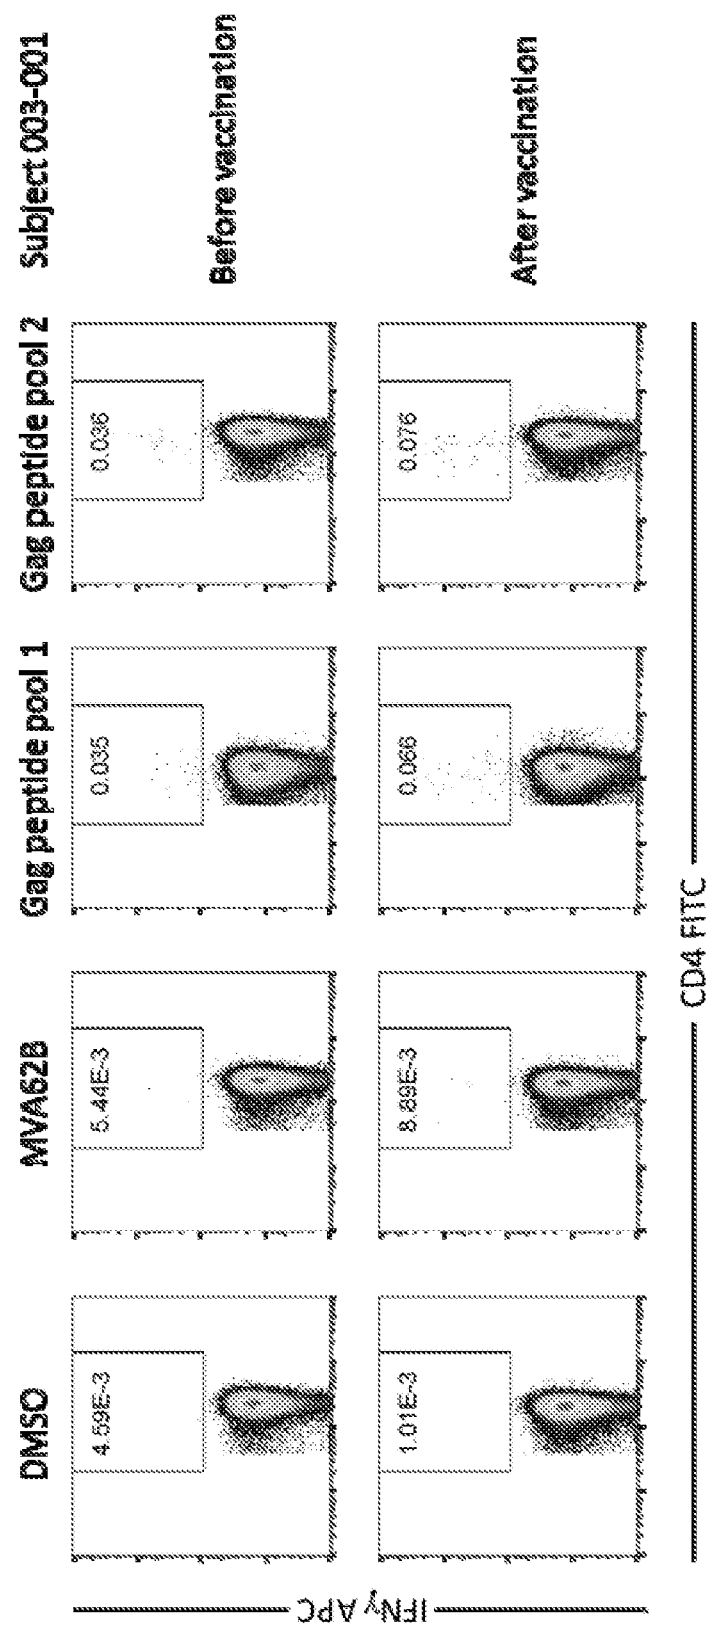 DMSO
MVA62B
Gag peptide pool 1
Gag peptide pool 2
Subject 003-001
4.59E-3
5.44E-3
0.035
0.036
Before vaccination
1.01E-3
8.89E-3
0.066
0.076
After vaccination
IFNγ APC
CD4 FITC